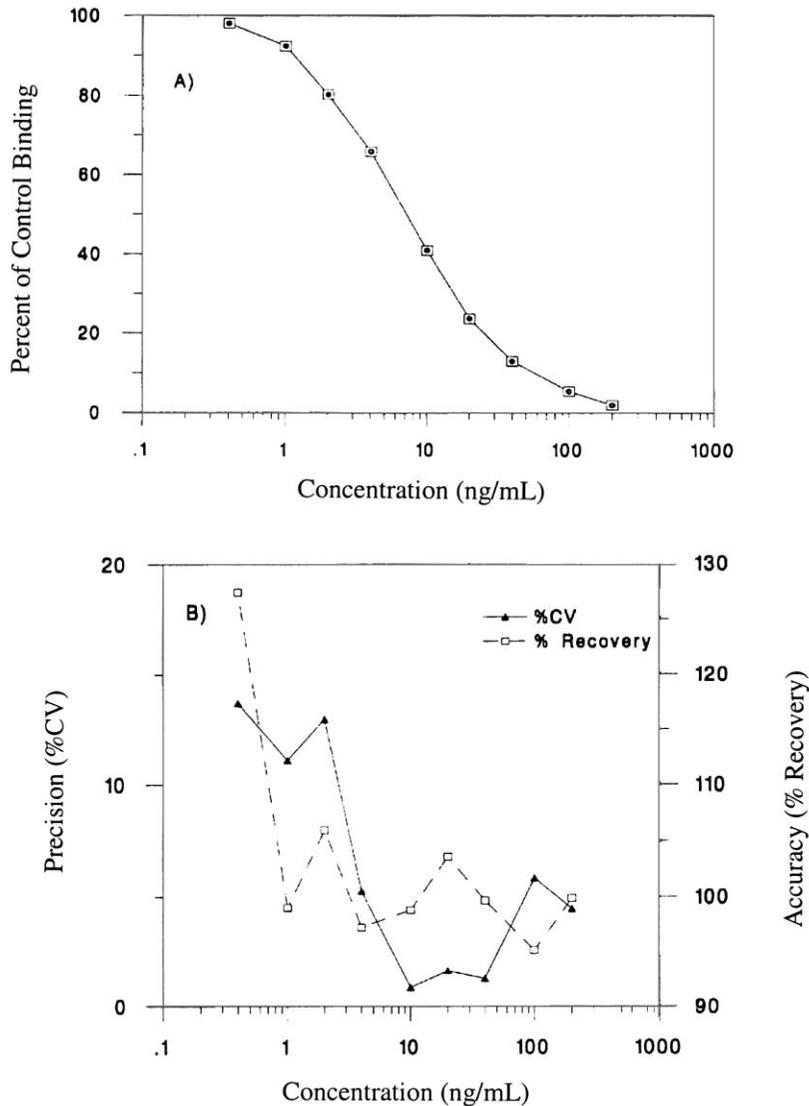 A)
Percent of Control Binding
100
80
60
40
20
0
.1 1 10 100 1000
Concentration (ng/mL)
B)
%CV
% Recovery
Precision (%CV)
20
10
0
Accuracy (% Recovery)
130
120
110
100
90
.1 1 10 100 1000
Concentration (ng/mL)